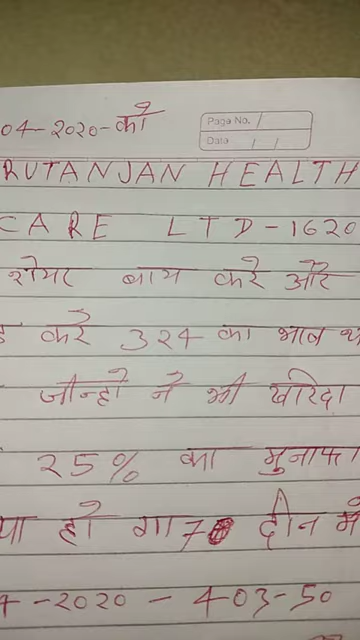 04-2020-को
Page No. /
Date / /
RUTANJAN HEALTH
CARE LTD-1620
शेयर बाय करे और
करे 324 का भाव
जीन्हो ने भी खरिदा
25% का मुनाफा
हो गा 7 दीन मे
-2020 - 403-50